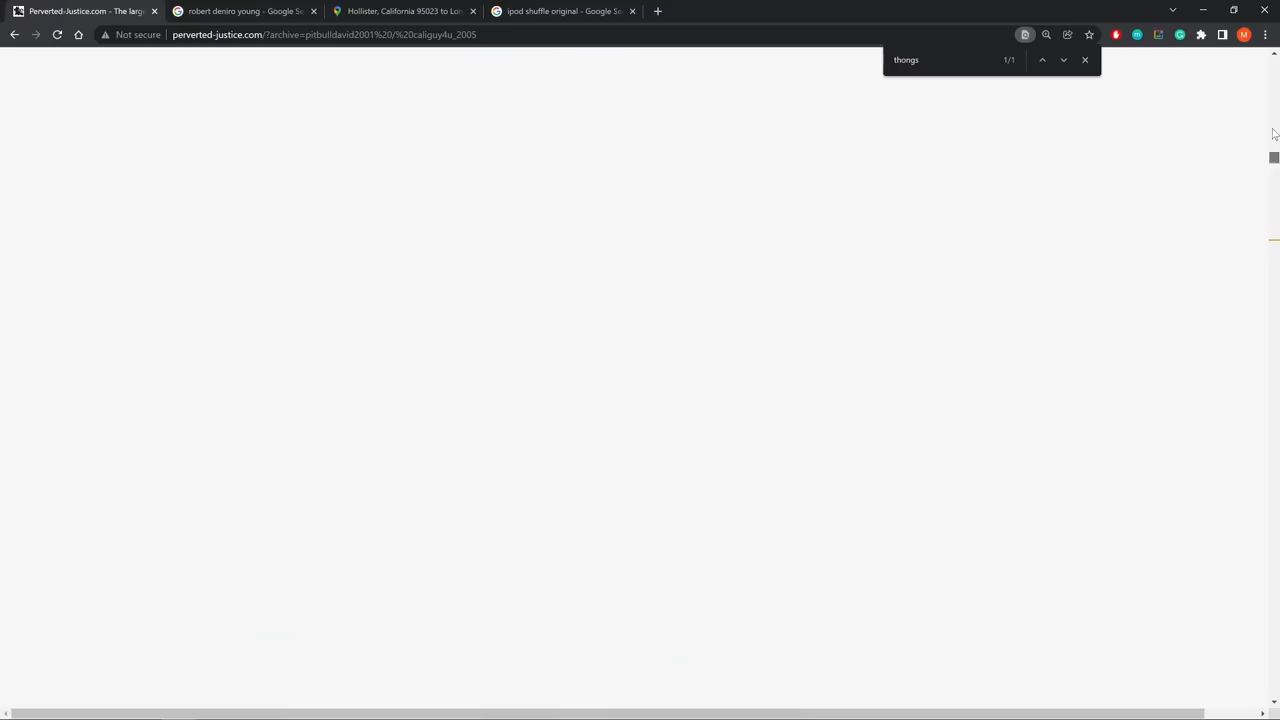 Perverted-Justice.com - The larg
robert deniro young - Google Se
Hollister, California 95023 to Lon
ipod shuffle original - Google Se
Not secure
perverted-justice.com/?archive=pitbulldavid2001%20/%20caliguy4u_2005
M
thongs
1/1